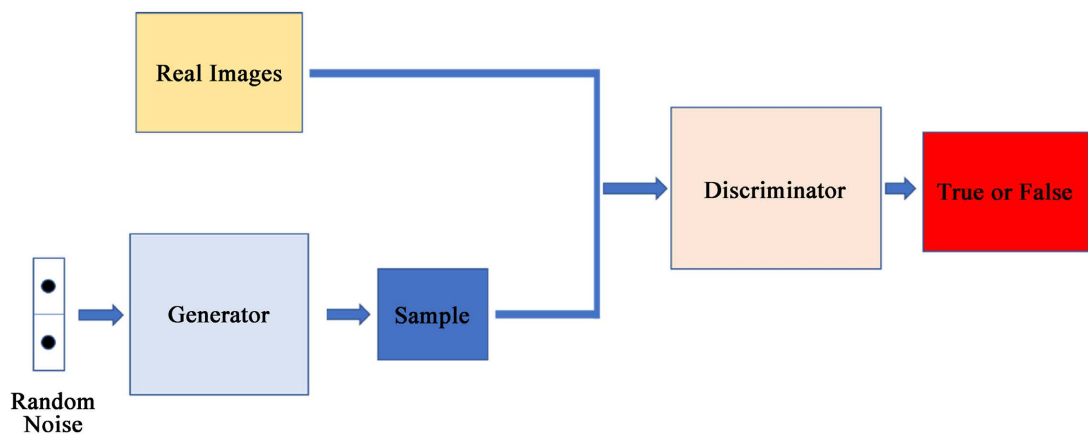 Real Images
Discriminator
True or False
Generator
Sample
Random
Noise